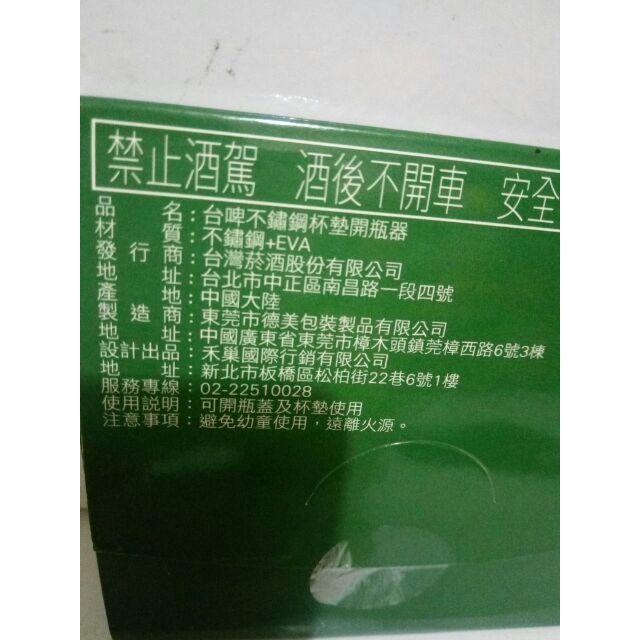 禁止酒駕 酒後不開車 安全
品名：台啤不鏽鋼杯墊開瓶器
材質：不鏽鋼+EVA
發行商：台灣菸酒股份有限公司
地址：台北市中正區南昌路一段四號
產地：中國大陸
製造商：東莞市德美包裝製品有限公司
地址：中國廣東省東莞市樟木頭鎮莞樟西路6號3棟
設計出品：禾巢國際行銷有限公司
地址：新北市板橋區松柏街22巷6號1樓
服務專線：02-22510028
使用說明：可開瓶蓋及杯墊使用
注意事項：避免幼童使用，遠離火源。